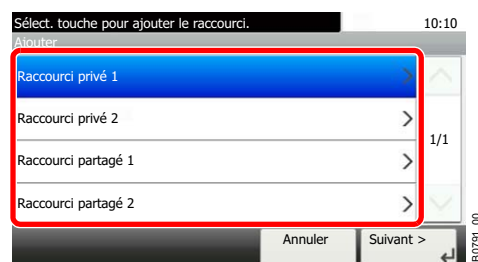 Sélect. touche pour ajouter le raccourci.
10:10
Ajouter
Raccourci privé 1
Raccourci privé 2
1/1
Raccourci partagé 1
Raccourci partagé 2
Annuler
Suivant >
B0791_00